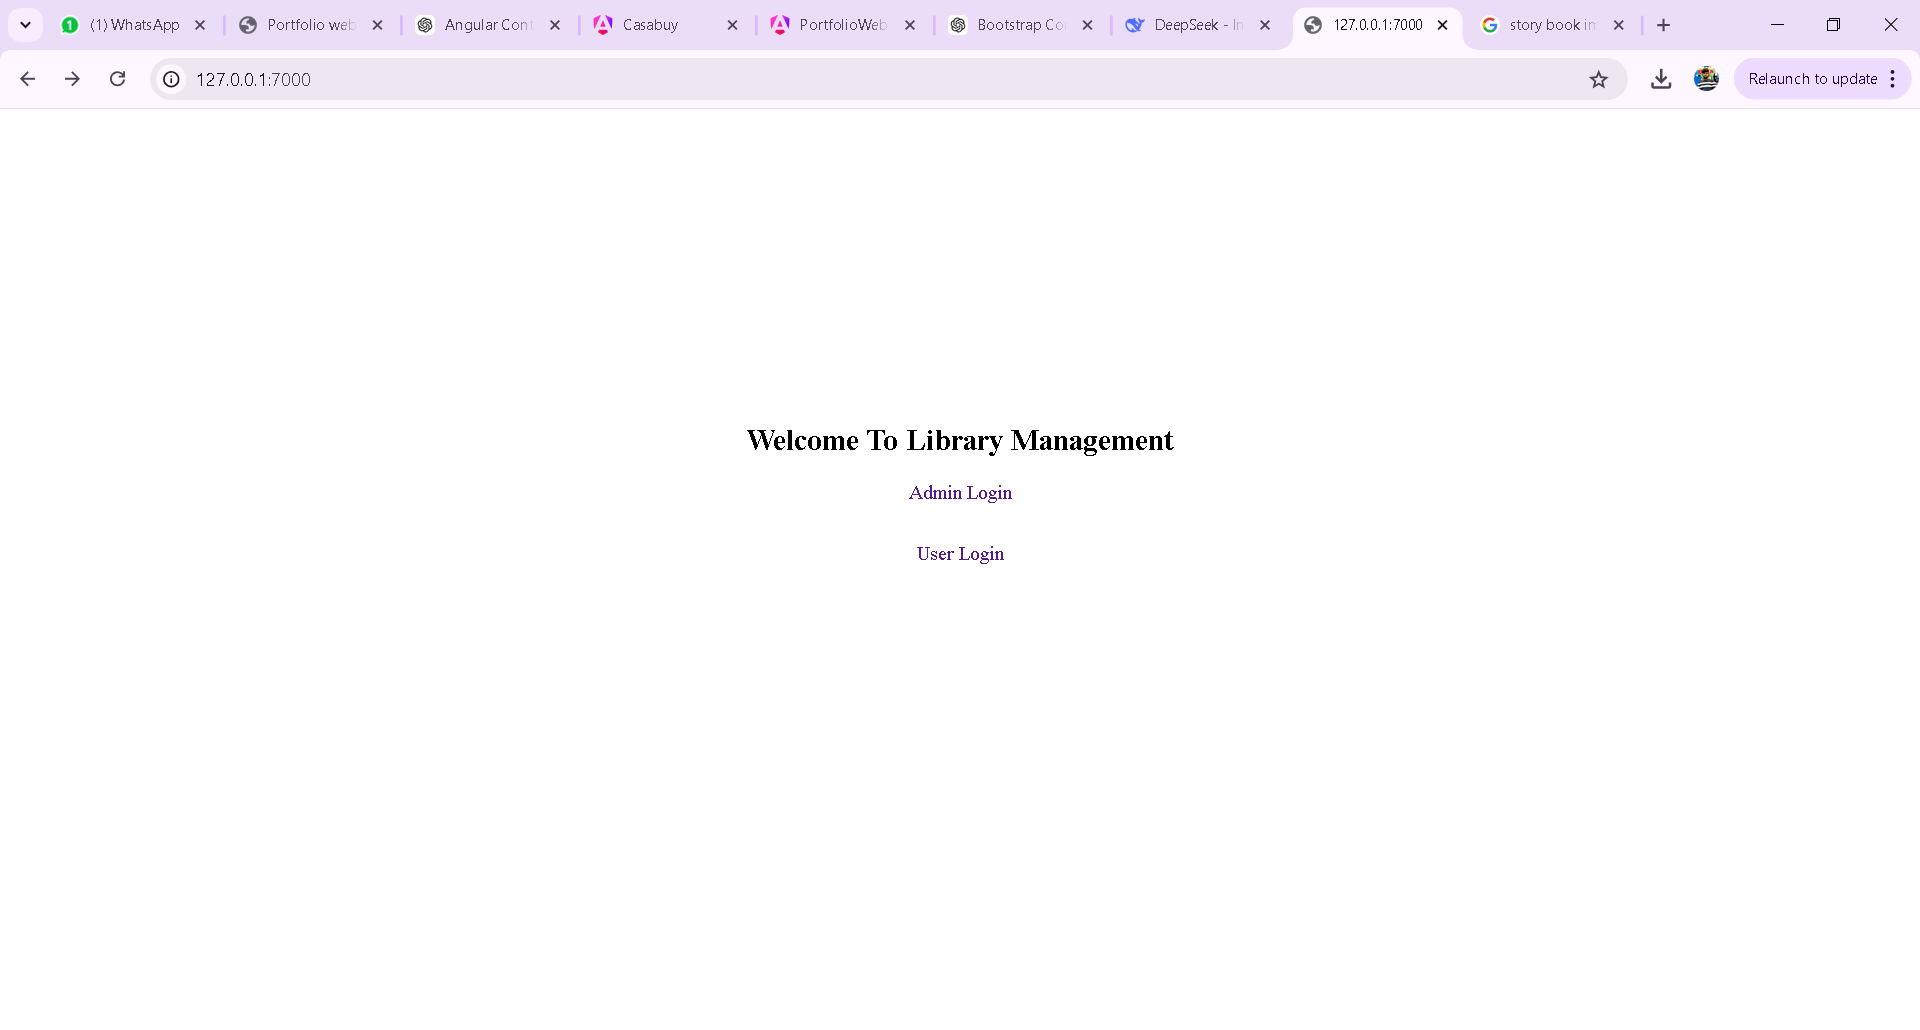 (1) WhatsApp
Portfolio web
Angular Cont
Casabuy
PortfolioWeb
Bootstrap Co
DeepSeek - In
127.0.0.1:7000
story book in
127.0.0.1:7000
Relaunch to update
Welcome To Library Management
Admin Login
User Login